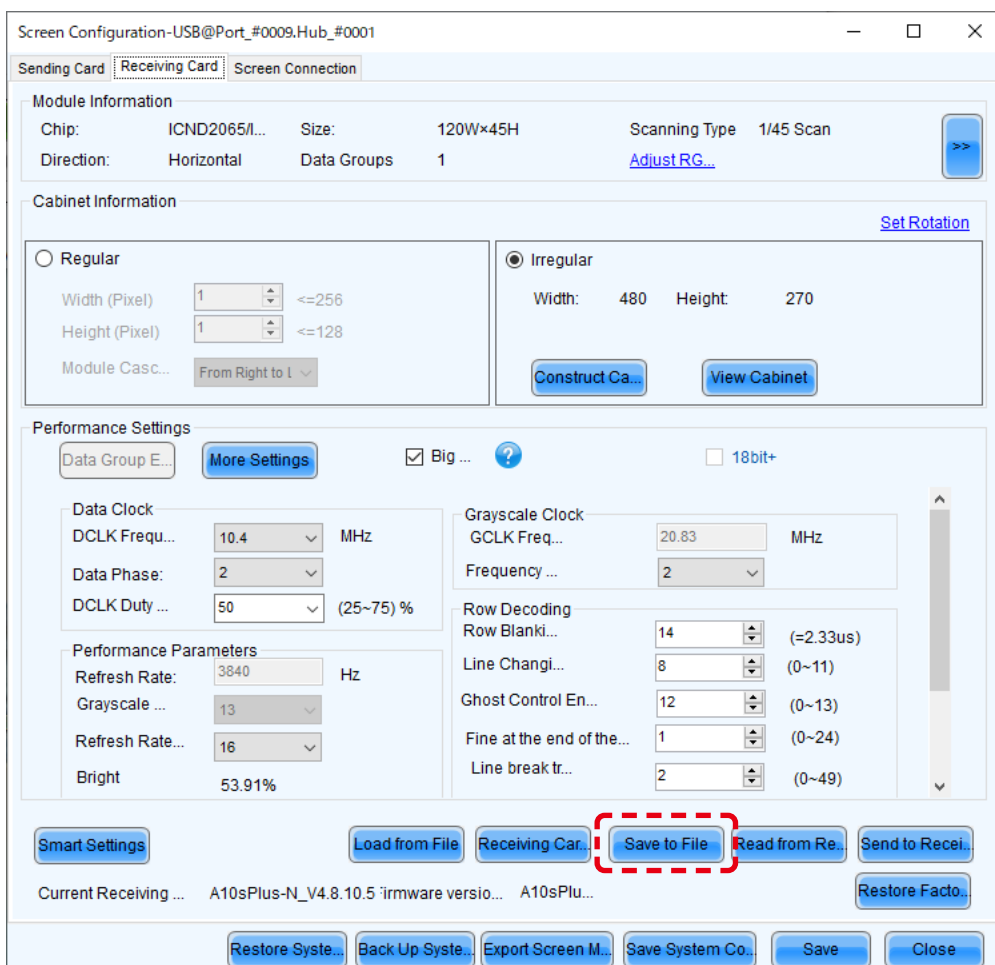 Screen Configuration-USB@Port_#0009.Hub_#0001
Sending Card Receiving Card Screen Connection
Module Information
Chip: ICND2065/I... Size: 120W×45H Scanning Type 1/45 Scan
Direction: Horizontal Data Groups 1 Adjust RG...
>>
Cabinet Information
Set Rotation
Regular
Width (Pixel) 1 <=256
Height (Pixel) 1 <=128
Module Casc... From Right to L
Irregular
Width: 480 Height: 270
Construct Ca... View Cabinet
Performance Settings
Data Group E... More Settings Big ... ? 18bit+
Data Clock
DCLK Frequ... 10.4 MHz
Data Phase: 2
DCLK Duty ... 50 (25~75) %
Performance Parameters
Refresh Rate: 3840 Hz
Grayscale ... 13
Refresh Rate... 16
Bright 53.91%
Grayscale Clock
GCLK Freq... 20.83 MHz
Frequency ... 2
Row Decoding
Row Blanki... 14 (=2.33us)
Line Changi... 8 (0~11)
Ghost Control En... 12 (0~13)
Fine at the end of the... 1 (0~24)
Line break tr... 2 (0~49)
Smart Settings Load from File Receiving Car... Save to File Read from Re... Send to Recei...
Current Receiving ... A10sPlus-N_V4.8.10.5 irmware versio... A10sPlu... Restore Facto...
Restore Syste... Back Up Syste... Export Screen M... Save System Co... Save Close